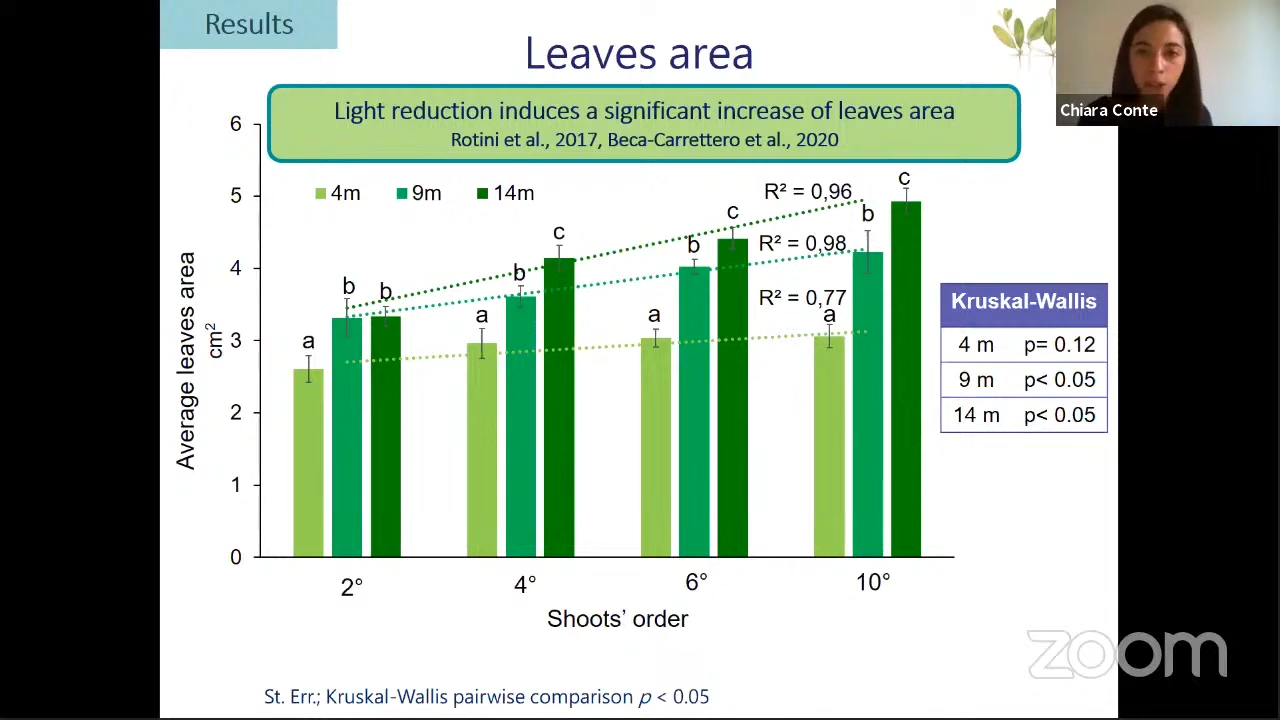 Results
Leaves area
Light reduction induces a significant increase of leaves area
Rotini et al., 2017, Beca-Carrettero et al., 2020
Chiara Conte
4m
9m
14m
6
5
4
3
2
1
0
Average leaves area
cm²
a
b
b
a
b
c
a
b
c
a
b
c
R² = 0,96
R² = 0,98
R² = 0,77
2°
4°
6°
10°
Shoots’ order
Kruskal-Wallis
4 m p= 0.12
9 m p< 0.05
14 m p< 0.05
St. Err.; Kruskal-Wallis pairwise comparison p < 0.05
zoom